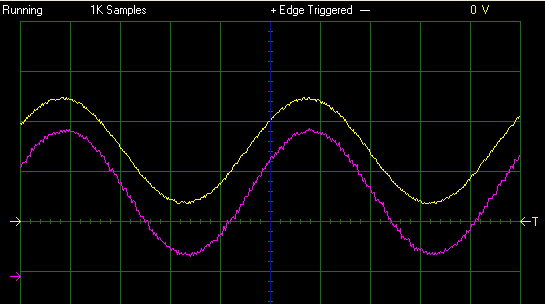 Running 1K Samples + Edge Triggered — 0 V
T